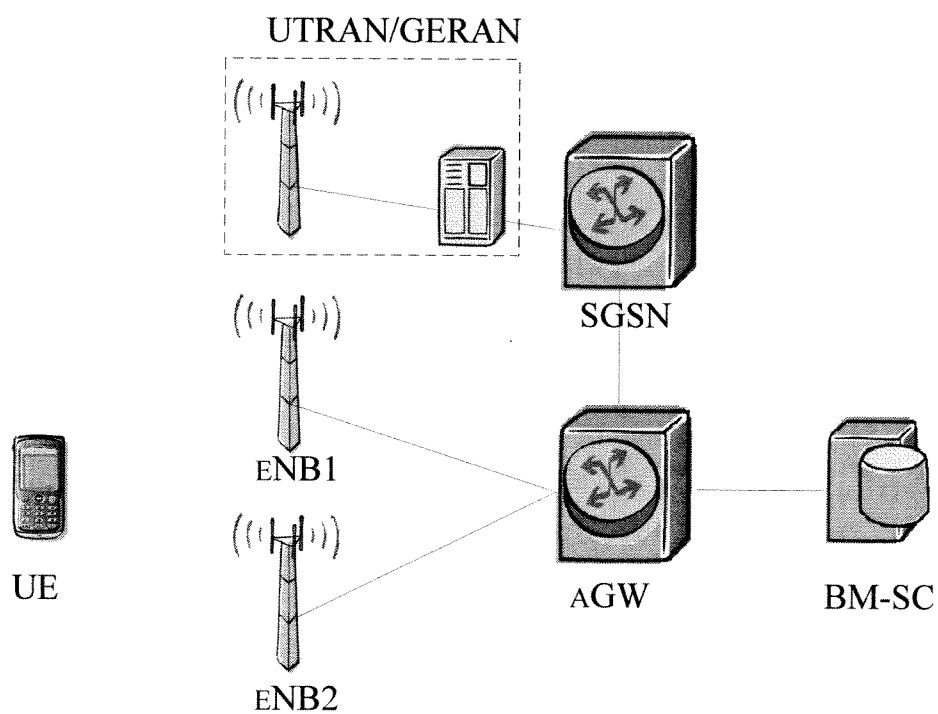 UTRAN/GERAN
SGSN
eNB1
UE
aGW
BM-SC
eNB2